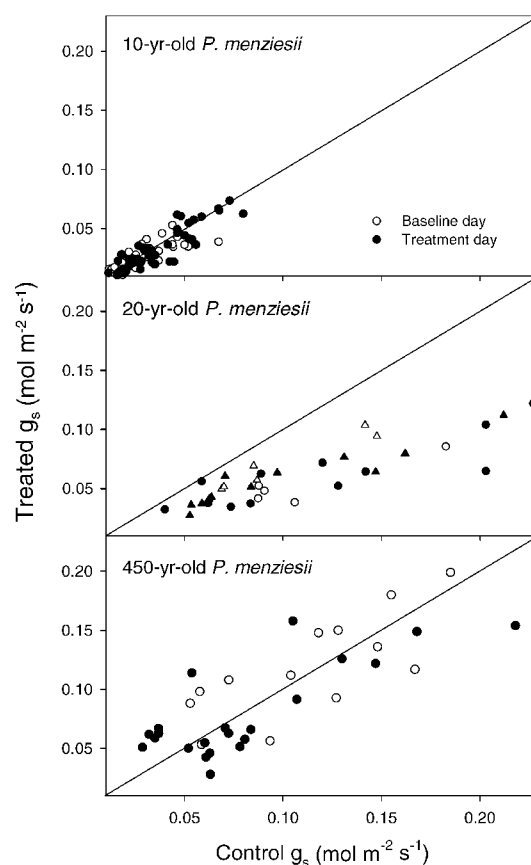 0.20
10-yr-old P. menziesii
0.15
0.10
Baseline day
Treatment day
0.05
Treated gs (mol m-2 s-1)
0.20
20-yr-old P. menziesii
0.15
0.10
0.05
0.20
450-yr-old P. menziesii
0.15
0.10
0.05
0.05 0.10 0.15 0.20
Control gs (mol m-2 s-1)